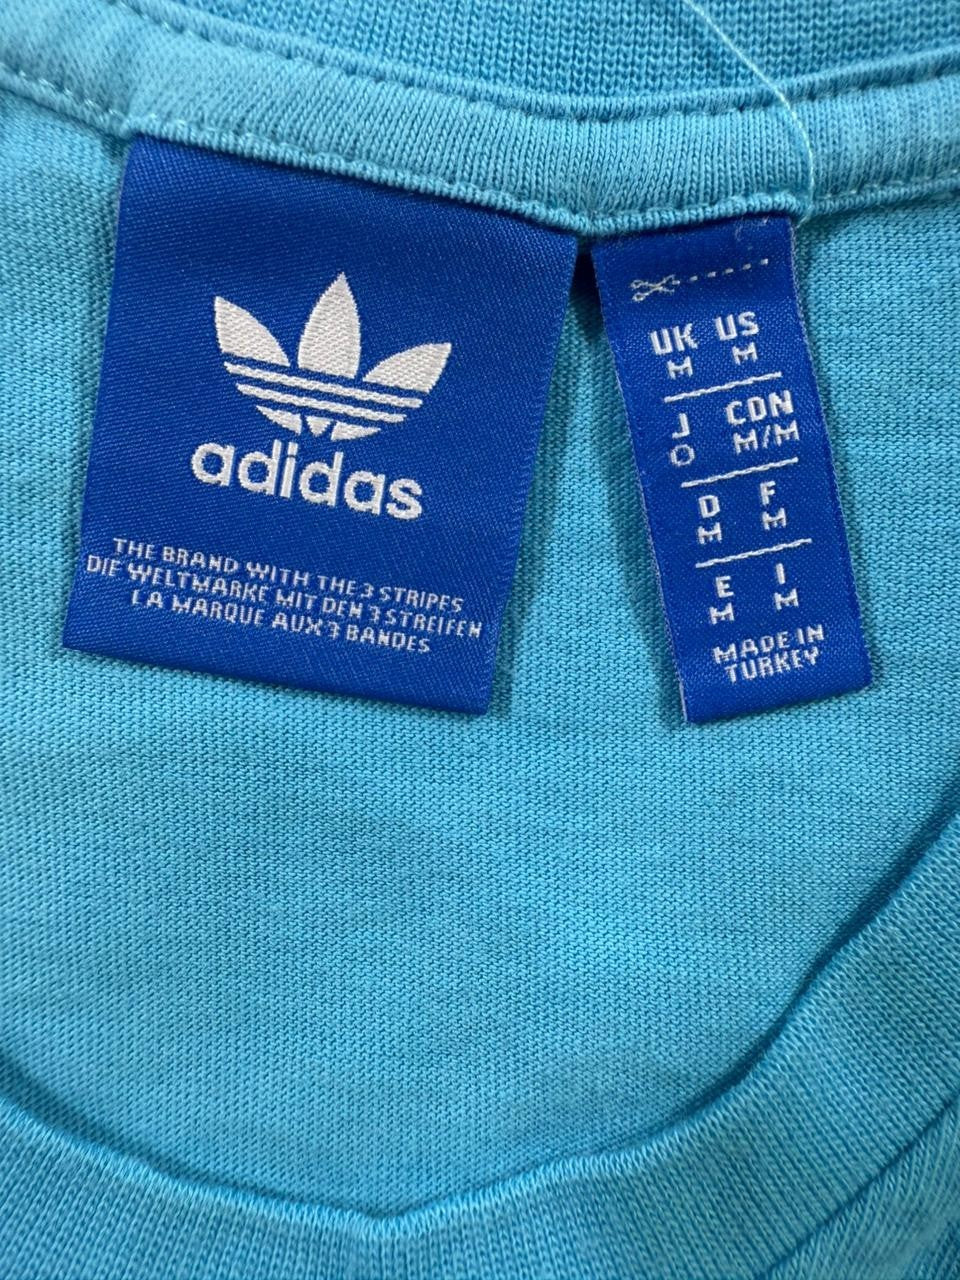 adidas
THE BRAND WITH THE 3 STRIPES
DIE WELTMARKE MIT DEN 3 STREIFEN
LA MARQUE AUX 3 BANDES
UK US
M M
J CDN
O M/M
D F
M M
E I
M M
MADE IN
TURKEY